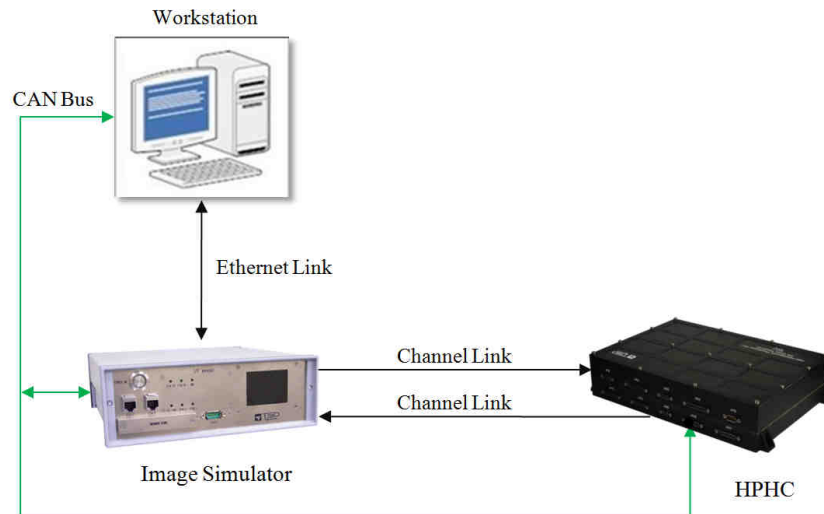 Workstation
CAN Bus
Ethernet Link
Channel Link
Channel Link
Image Simulator
HPHC